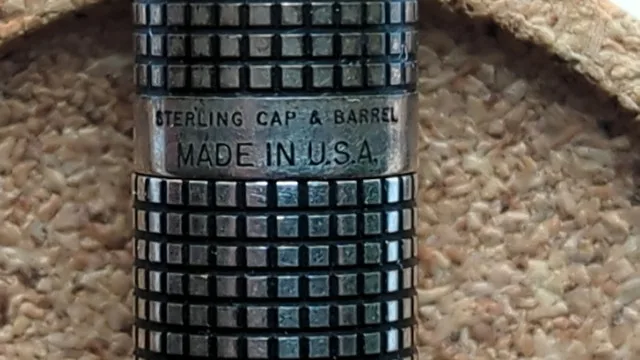 STERLING CAP & BARREL
MADE IN U.S.A.